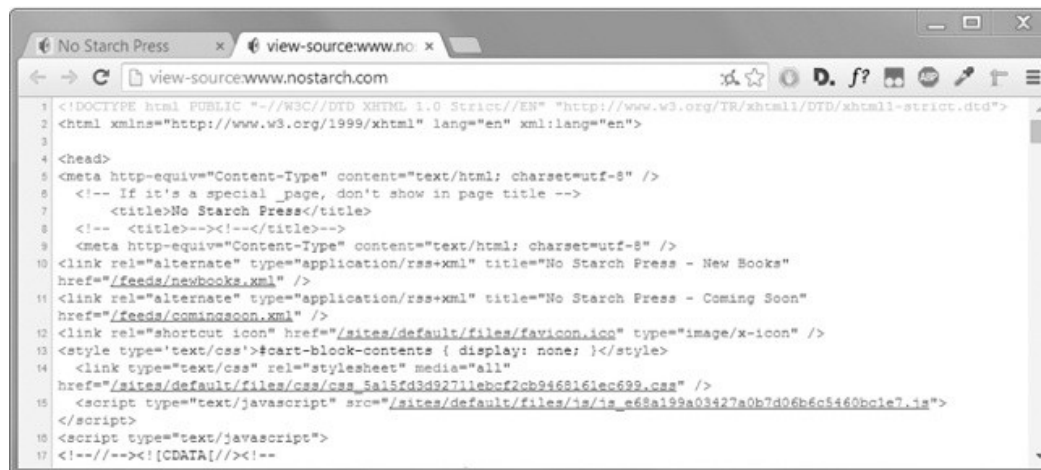 No Starch Press
view-source:www.no
view-source:www.nostarch.com
D. f? ABP
1 <!DOCTYPE html PUBLIC "-//W3C//DTD XHTML 1.0 Strict//EN" "http://www.w3.org/TR/xhtml1/DTD/xhtml1-strict.dtd">
2 <html xmlns="http://www.w3.org/1999/xhtml" lang="en" xml:lang="en">
3
4 <head>
5 <meta http-equiv="Content-Type" content="text/html; charset=utf-8" />
6 <!-- If it's a special _page, don't show in page title -->
7 <title>No Starch Press</title>
8 <!-- <title>--><!--</title>-->
9 <meta http-equiv="Content-Type" content="text/html; charset=utf-8" />
10 <link rel="alternate" type="application/rss+xml" title="No Starch Press - New Books"
href="/feeds/newbooks.xml" />
11 <link rel="alternate" type="application/rss+xml" title="No Starch Press - Coming Soon"
href="/feeds/comingsoon.xml" />
12 <link rel="shortcut icon" href="/sites/default/files/favicon.ico" type="image/x-icon" />
13 <style type='text/css'>#cart-block-contents { display: none; }</style>
14 <link type="text/css" rel="stylesheet" media="all"
href="/sites/default/files/css/css_5a15fd3d92711ebcf2cb9468161ec699.css" />
15 <script type="text/javascript" src="/sites/default/files/js/js_e68a199a03427a0b7d06b6c5460bc1e7.js">
</script>
16 <script type="text/javascript">
17 <!--//--><![CDATA[//><!--